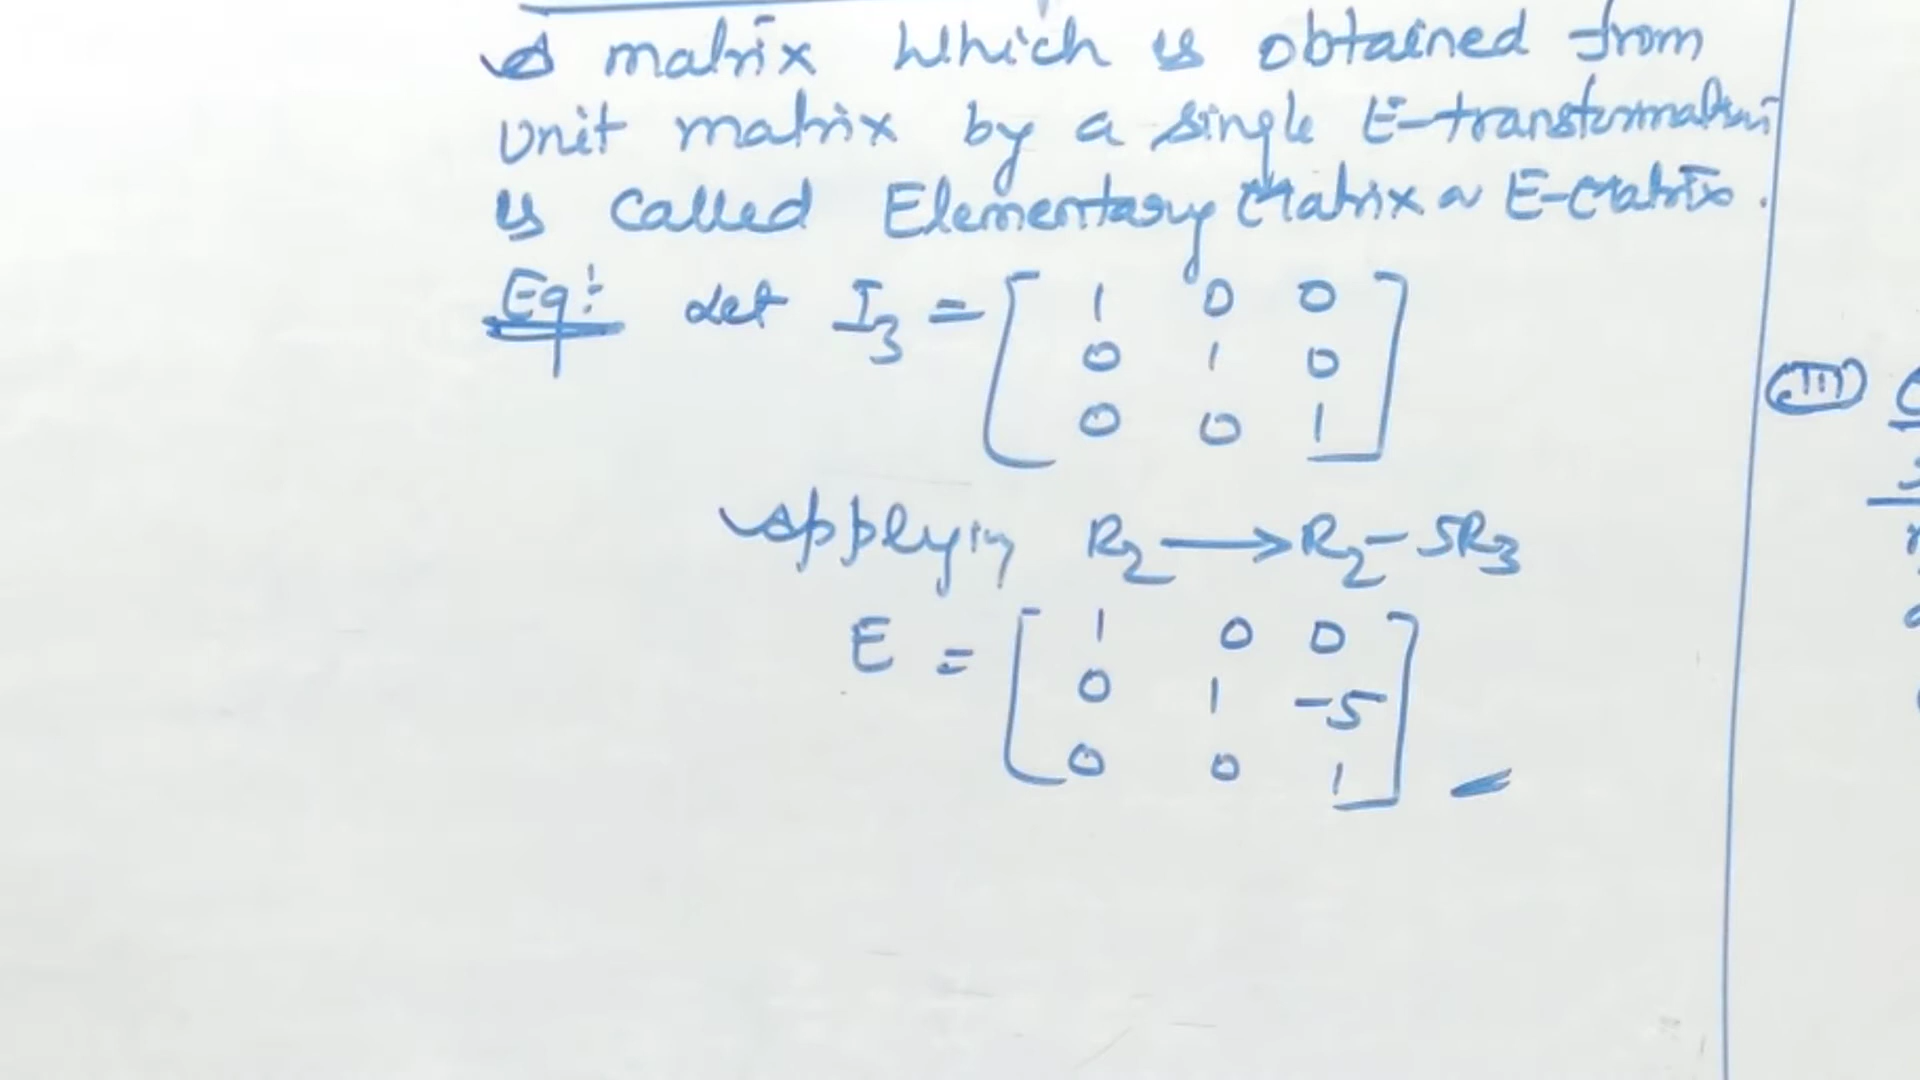 A matrix which is obtained from
unit matrix by a single E-transformation
is called Elementary Matrix or E-Matrix.
Eg:- Let I3 = [ 1 0 0
0 1 0
0 0 1 ]
Applying R2 → R2 - 5R3
E = [ 1 0 0
0 1 -5
0 0 1 ]
(III)